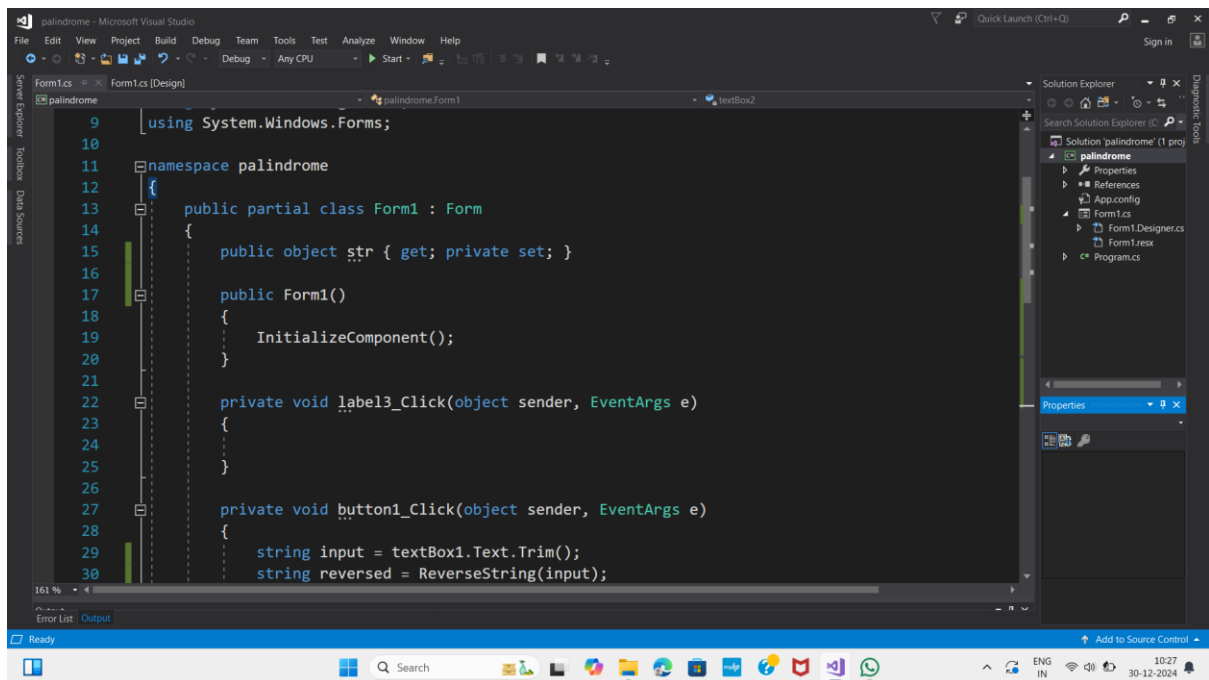 palindrome - Microsoft Visual Studio
Quick Launch (Ctrl+Q)
File Edit View Project Build Debug Team Tools Test Analyze Window Help
Sign in
Debug Any CPU Start
Form1.cs Form1.cs [Design]
palindrome palindrome.Form1 textBox2
Server Explorer
Toolbox
Data Sources
9 using System.Windows.Forms;
10
11 namespace palindrome
12 {
13 public partial class Form1 : Form
14 {
15 public object str { get; private set; }
16
17 public Form1()
18 {
19 InitializeComponent();
20 }
21
22 private void label3_Click(object sender, EventArgs e)
23 {
24
25 }
26
27 private void button1_Click(object sender, EventArgs e)
28 {
29 string input = textBox1.Text.Trim();
30 string reversed = ReverseString(input);
161 %
Error List Output
Solution Explorer
Search Solution Explorer (C
Solution 'palindrome' (1 proj
palindrome
Properties
References
App.config
Form1.cs
Form1.Designer.cs
Form1.resx
Program.cs
Properties
Diagnostic Tools
Ready
Add to Source Control
Search
ENG
IN
10:27
30-12-2024